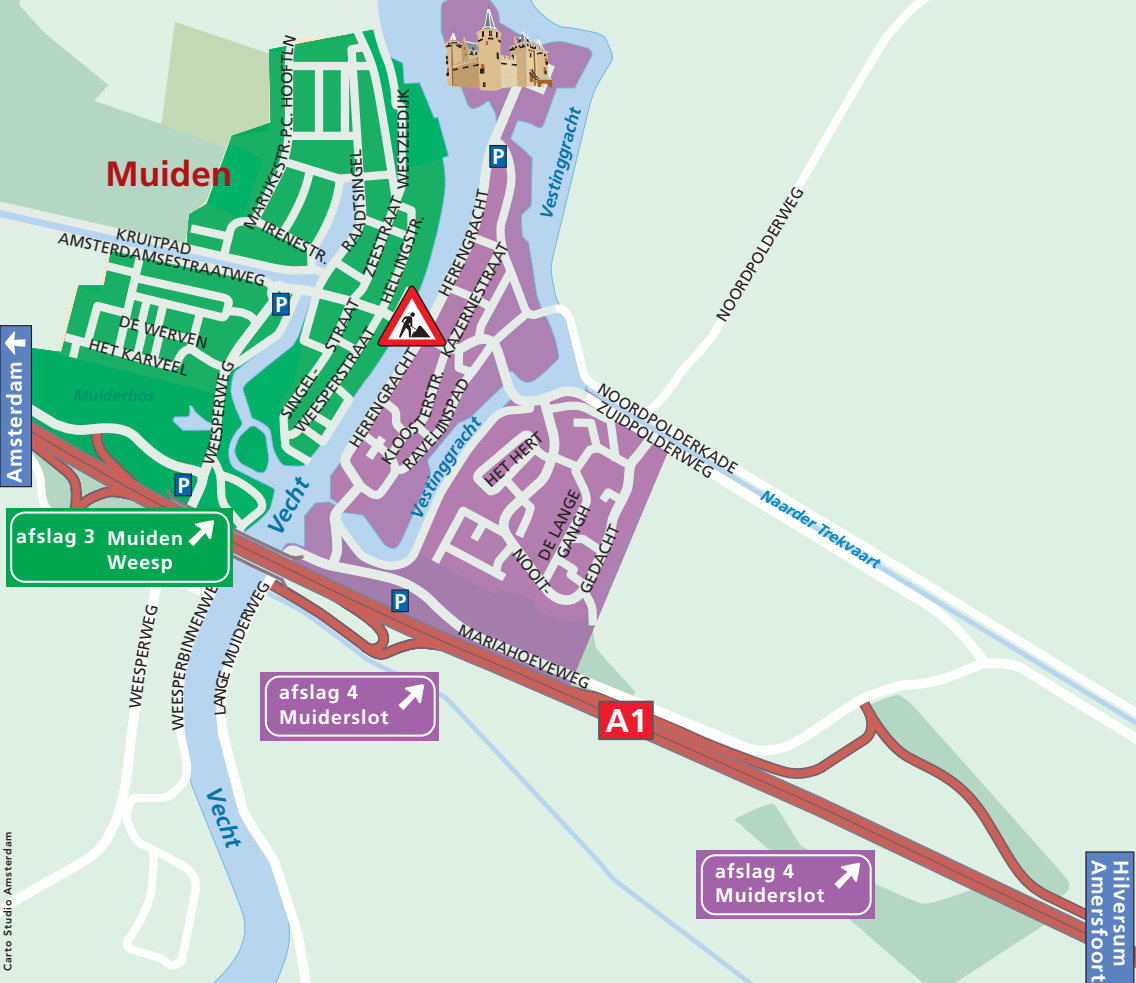 P.C. HOOFTLN
MARIJKESTR.
WESTZEEDIJK
Vestinggracht
P
Muiden
RAADTSINGEL
IRENESTR.
ZEESTRAAT
HELLINGSTR.
HERENGRACHT
KAZERNESTRAAT
NOORDPOLDERWEG
KRUITPAD
AMSTERDAMSESTRAATWEG
P
DE WERVEN
HET KARVEEL
Amsterdam
Muiderbos
WEESPERWEG
SINGEL-
STRAAT
WEESPERSTRAAT
HERENGRACHT
KLOOSTERSTR.
RAVELIJNSPAD
Vestinggracht
NOORDPOLDERKADE
ZUIDPOLDERWEG
Naarder Trekvaart
HET HERT
DE LANGE
GANGH
NOOIT-
GEDACHT
P
Vecht
afslag 3 Muiden
Weesp
P
MARIAHOEVEWEG
WEESPERWEG
WEESPERBINNENWE
LANGE MUIDERWEG
afslag 4
Muiderslot
A1
Vecht
afslag 4
Muiderslot
Hilversum
Amersfoort
Carto Studio Amsterdam